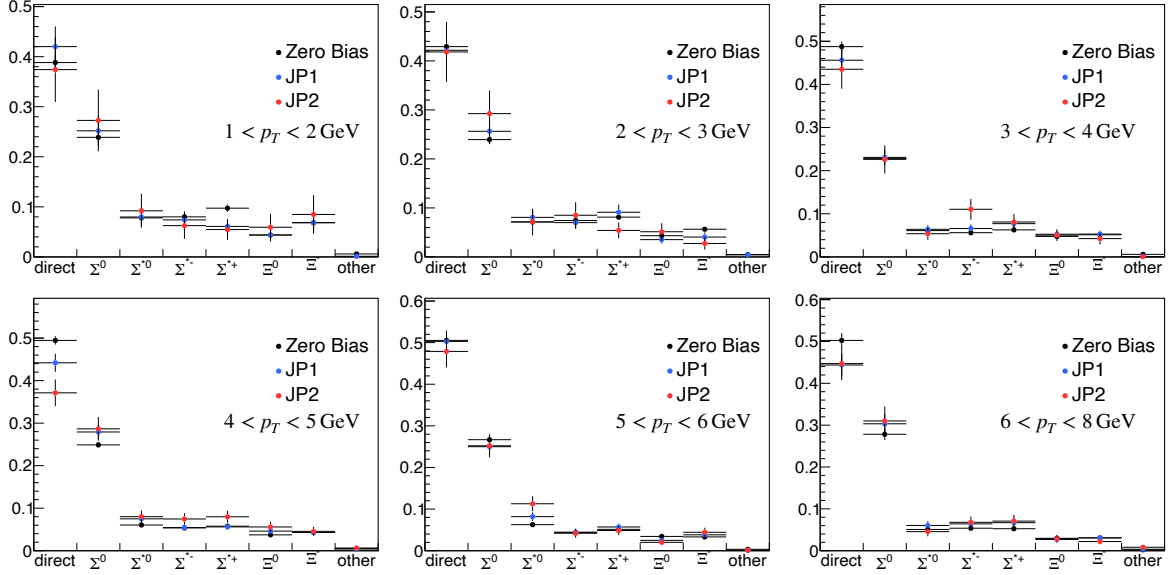 0.5
0.4
0.3
0.2
0.1
0
Zero Bias
JP1
JP2
1 < p_T < 2 GeV
direct Σ⁰ Σ*⁰ Σ*⁻ Σ*⁺ Ξ⁰ Ξ⁻ other
0.5
0.4
0.3
0.2
0.1
0
Zero Bias
JP1
JP2
2 < p_T < 3 GeV
direct Σ⁰ Σ*⁰ Σ*⁻ Σ*⁺ Ξ⁰ Ξ⁻ other
0.5
0.4
0.3
0.2
0.1
0
Zero Bias
JP1
JP2
3 < p_T < 4 GeV
direct Σ⁰ Σ*⁰ Σ*⁻ Σ*⁺ Ξ⁰ Ξ⁻ other
0.5
0.4
0.3
0.2
0.1
0
Zero Bias
JP1
JP2
4 < p_T < 5 GeV
direct Σ⁰ Σ*⁰ Σ*⁻ Σ*⁺ Ξ⁰ Ξ⁻ other
0.6
0.5
0.4
0.3
0.2
0.1
0
Zero Bias
JP1
JP2
5 < p_T < 6 GeV
direct Σ⁰ Σ*⁰ Σ*⁻ Σ*⁺ Ξ⁰ Ξ⁻ other
0.6
0.5
0.4
0.3
0.2
0.1
0
Zero Bias
JP1
JP2
6 < p_T < 8 GeV
direct Σ⁰ Σ*⁰ Σ*⁻ Σ*⁺ Ξ⁰ Ξ⁻ other